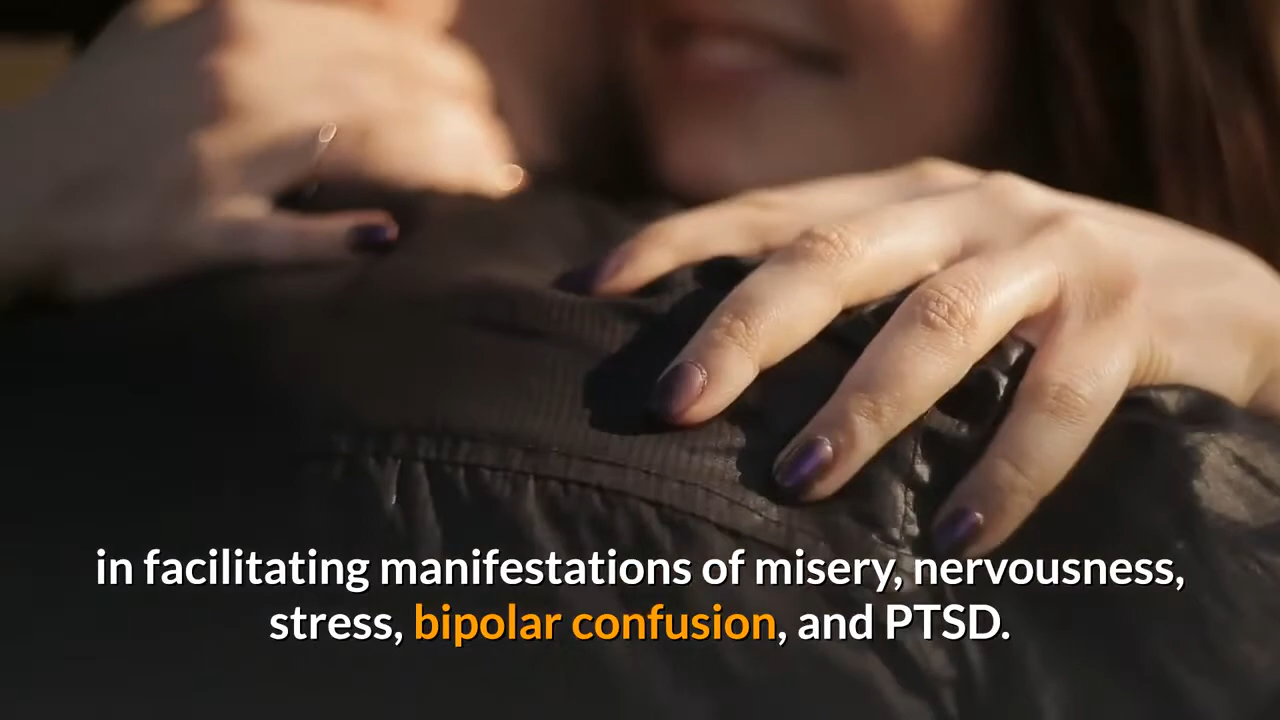 in facilitating manifestations of misery, nervousness,
stress, bipolar confusion, and PTSD.